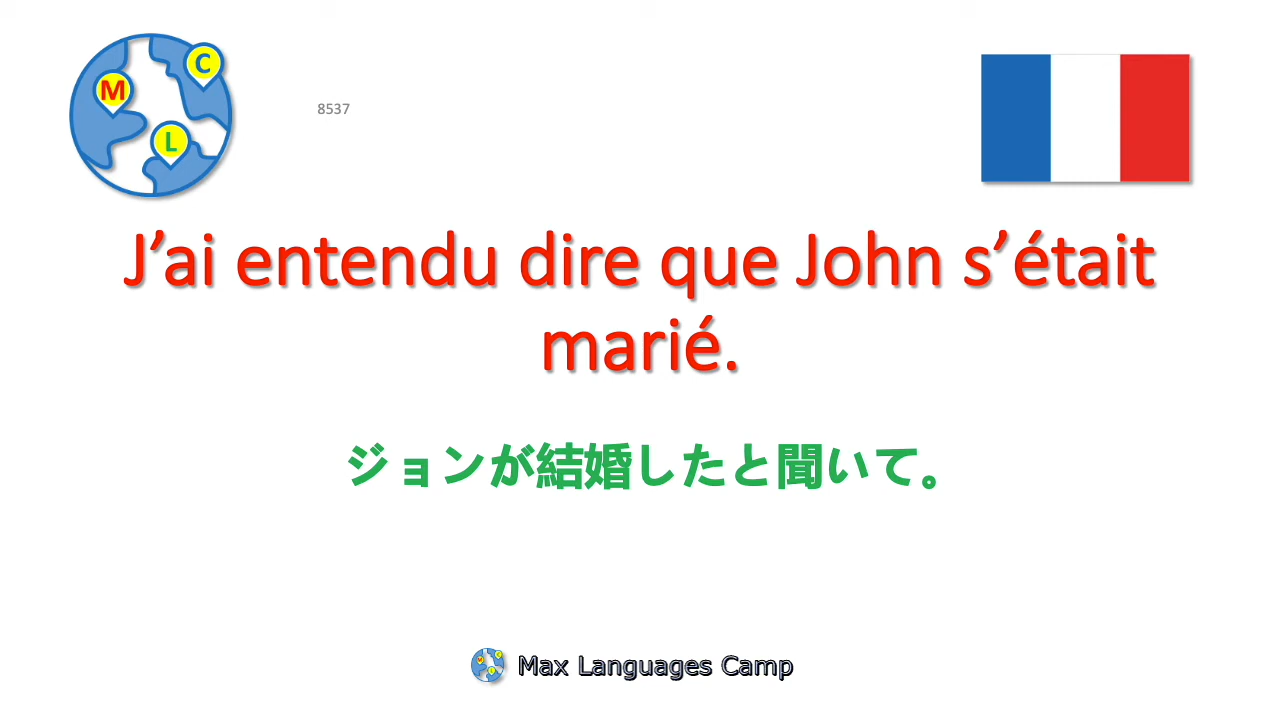 M
C
L
8537
J’ai entendu dire que John s’était
marié.
ジョンが結婚したと聞いて。
Max Languages Camp